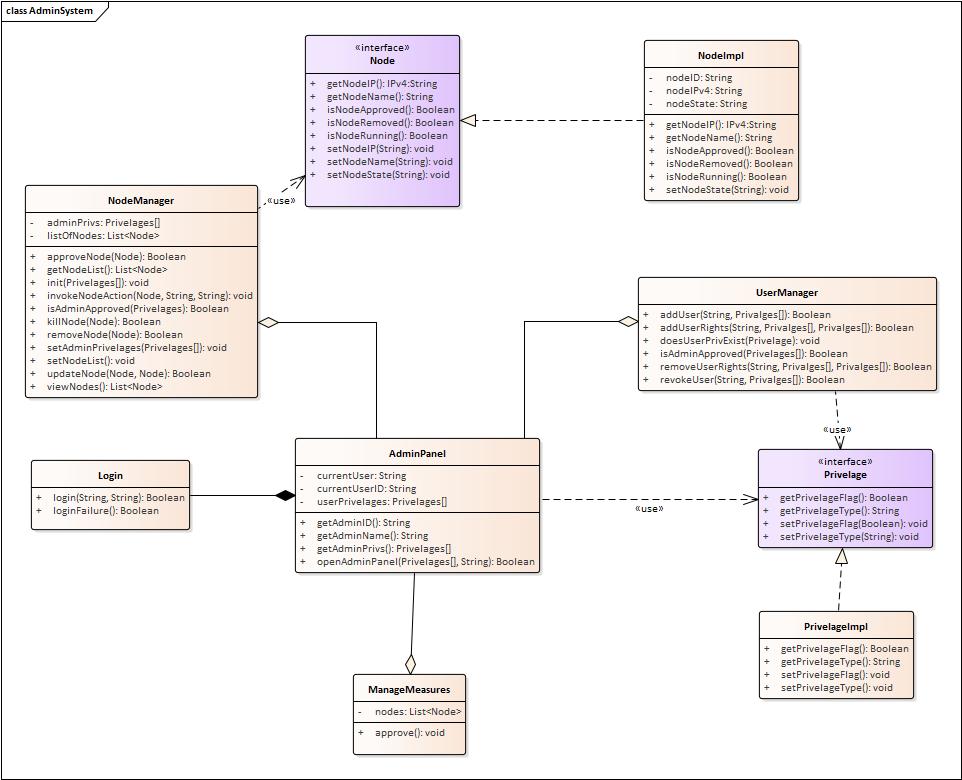 class AdminSystem
«interface»
Node
+ getNodeIP(): IPv4:String
+ getNodeName(): String
+ isNodeApproved(): Boolean
+ isNodeRemoved(): Boolean
+ isNodeRunning(): Boolean
+ setNodeIP(String): void
+ setNodeName(String): void
+ setNodeState(String): void
NodeImpl
- nodeID: String
- nodeIPv4: String
- nodeState: String
+ getNodeIP(): IPv4:String
+ getNodeName(): String
+ isNodeApproved(): Boolean
+ isNodeRemoved(): Boolean
+ isNodeRunning(): Boolean
+ setNodeState(String): void
«use»
NodeManager
- adminPrivs: Privelages[]
- listOfNodes: List<Node>
+ approveNode(Node): Boolean
+ getNodeList(): List<Node>
+ init(Privelages[]): void
+ invokeNodeAction(Node, String, String): void
+ isAdminApproved(Privelages): Boolean
+ killNode(Node): Boolean
+ removeNode(Node): Boolean
+ setAdminPrivelages(Privelages[]): void
+ setNodeList(): void
+ updateNode(Node, Node): Boolean
+ viewNodes(): List<Node>
UserManager
+ addUser(String, Privalges[]): Boolean
+ addUserRights(String, Privalges[], Privalges[]): Boolean
+ doesUserPrivExist(Privelage): void
+ isAdminApproved(Privelages[]): Boolean
+ removeUserRights(String, Privalges[], Privalges[]): Boolean
+ revokeUser(String, Privalges[]): Boolean
«use»
Login
+ login(String, String): Boolean
+ loginFailure(): Boolean
AdminPanel
- currentUser: String
- currentUserID: String
- userPrivelages: Privelages[]
+ getAdminID(): String
+ getAdminName(): String
+ getAdminPrivs(): Privelages[]
+ openAdminPanel(Privelages[], String): Boolean
«use»
«interface»
Privelage
+ getPrivelageFlag(): Boolean
+ getPrivelageType(): String
+ setPrivelageFlag(Boolean): void
+ setPrivelageType(String): void
PrivelageImpl
+ getPrivelageFlag(): Boolean
+ getPrivelageType(): String
+ setPrivelageFlag(): void
+ setPrivelageType(): void
ManageMeasures
- nodes: List<Node>
+ approve(): void